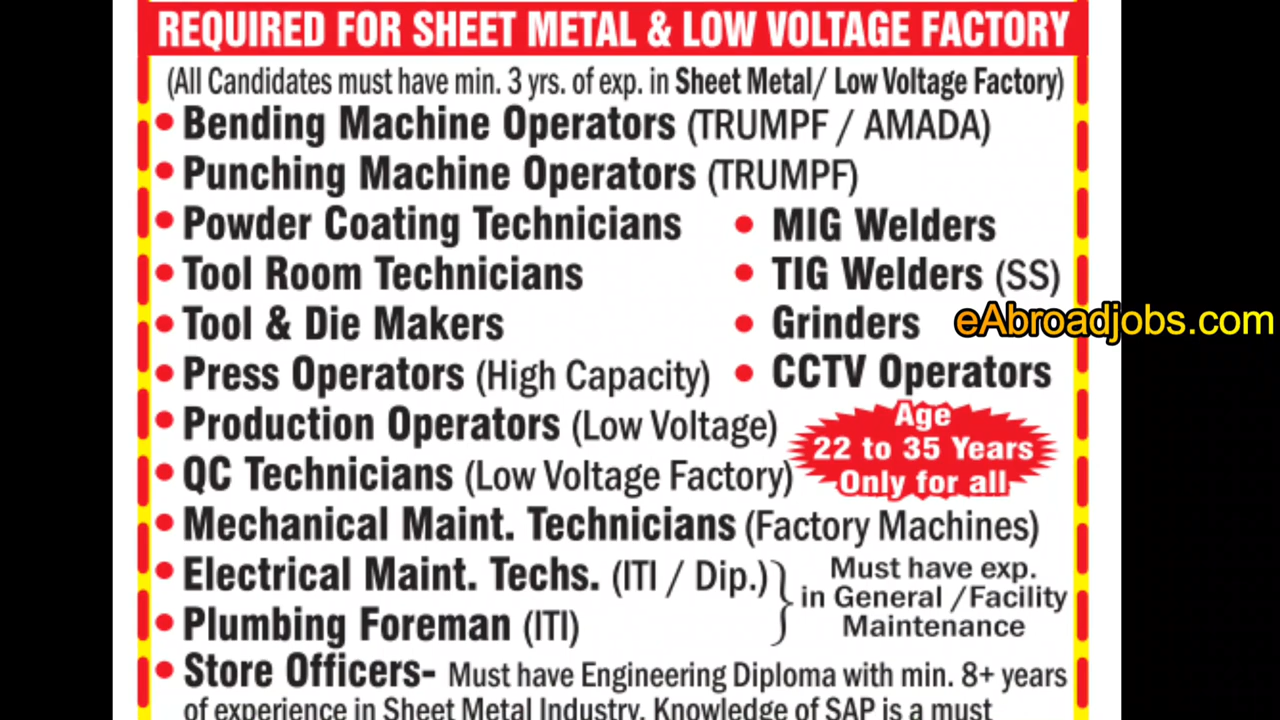 REQUIRED FOR SHEET METAL & LOW VOLTAGE FACTORY
(All Candidates must have min. 3 yrs. of exp. in Sheet Metal/ Low Voltage Factory)
• Bending Machine Operators (TRUMPF / AMADA)
• Punching Machine Operators (TRUMPF)
• Powder Coating Technicians • MIG Welders
• Tool Room Technicians • TIG Welders (SS)
• Tool & Die Makers • Grinders
eAbroadjobs.com
• Press Operators (High Capacity) • CCTV Operators
• Production Operators (Low Voltage)
Age
22 to 35 Years
Only for all
• QC Technicians (Low Voltage Factory)
• Mechanical Maint. Technicians (Factory Machines)
• Electrical Maint. Techs. (ITI / Dip.)
• Plumbing Foreman (ITI)
Must have exp.
in General /Facility
Maintenance
• Store Officers- Must have Engineering Diploma with min. 8+ years
of experience in Sheet Metal Industry. Knowledge of SAP is a must